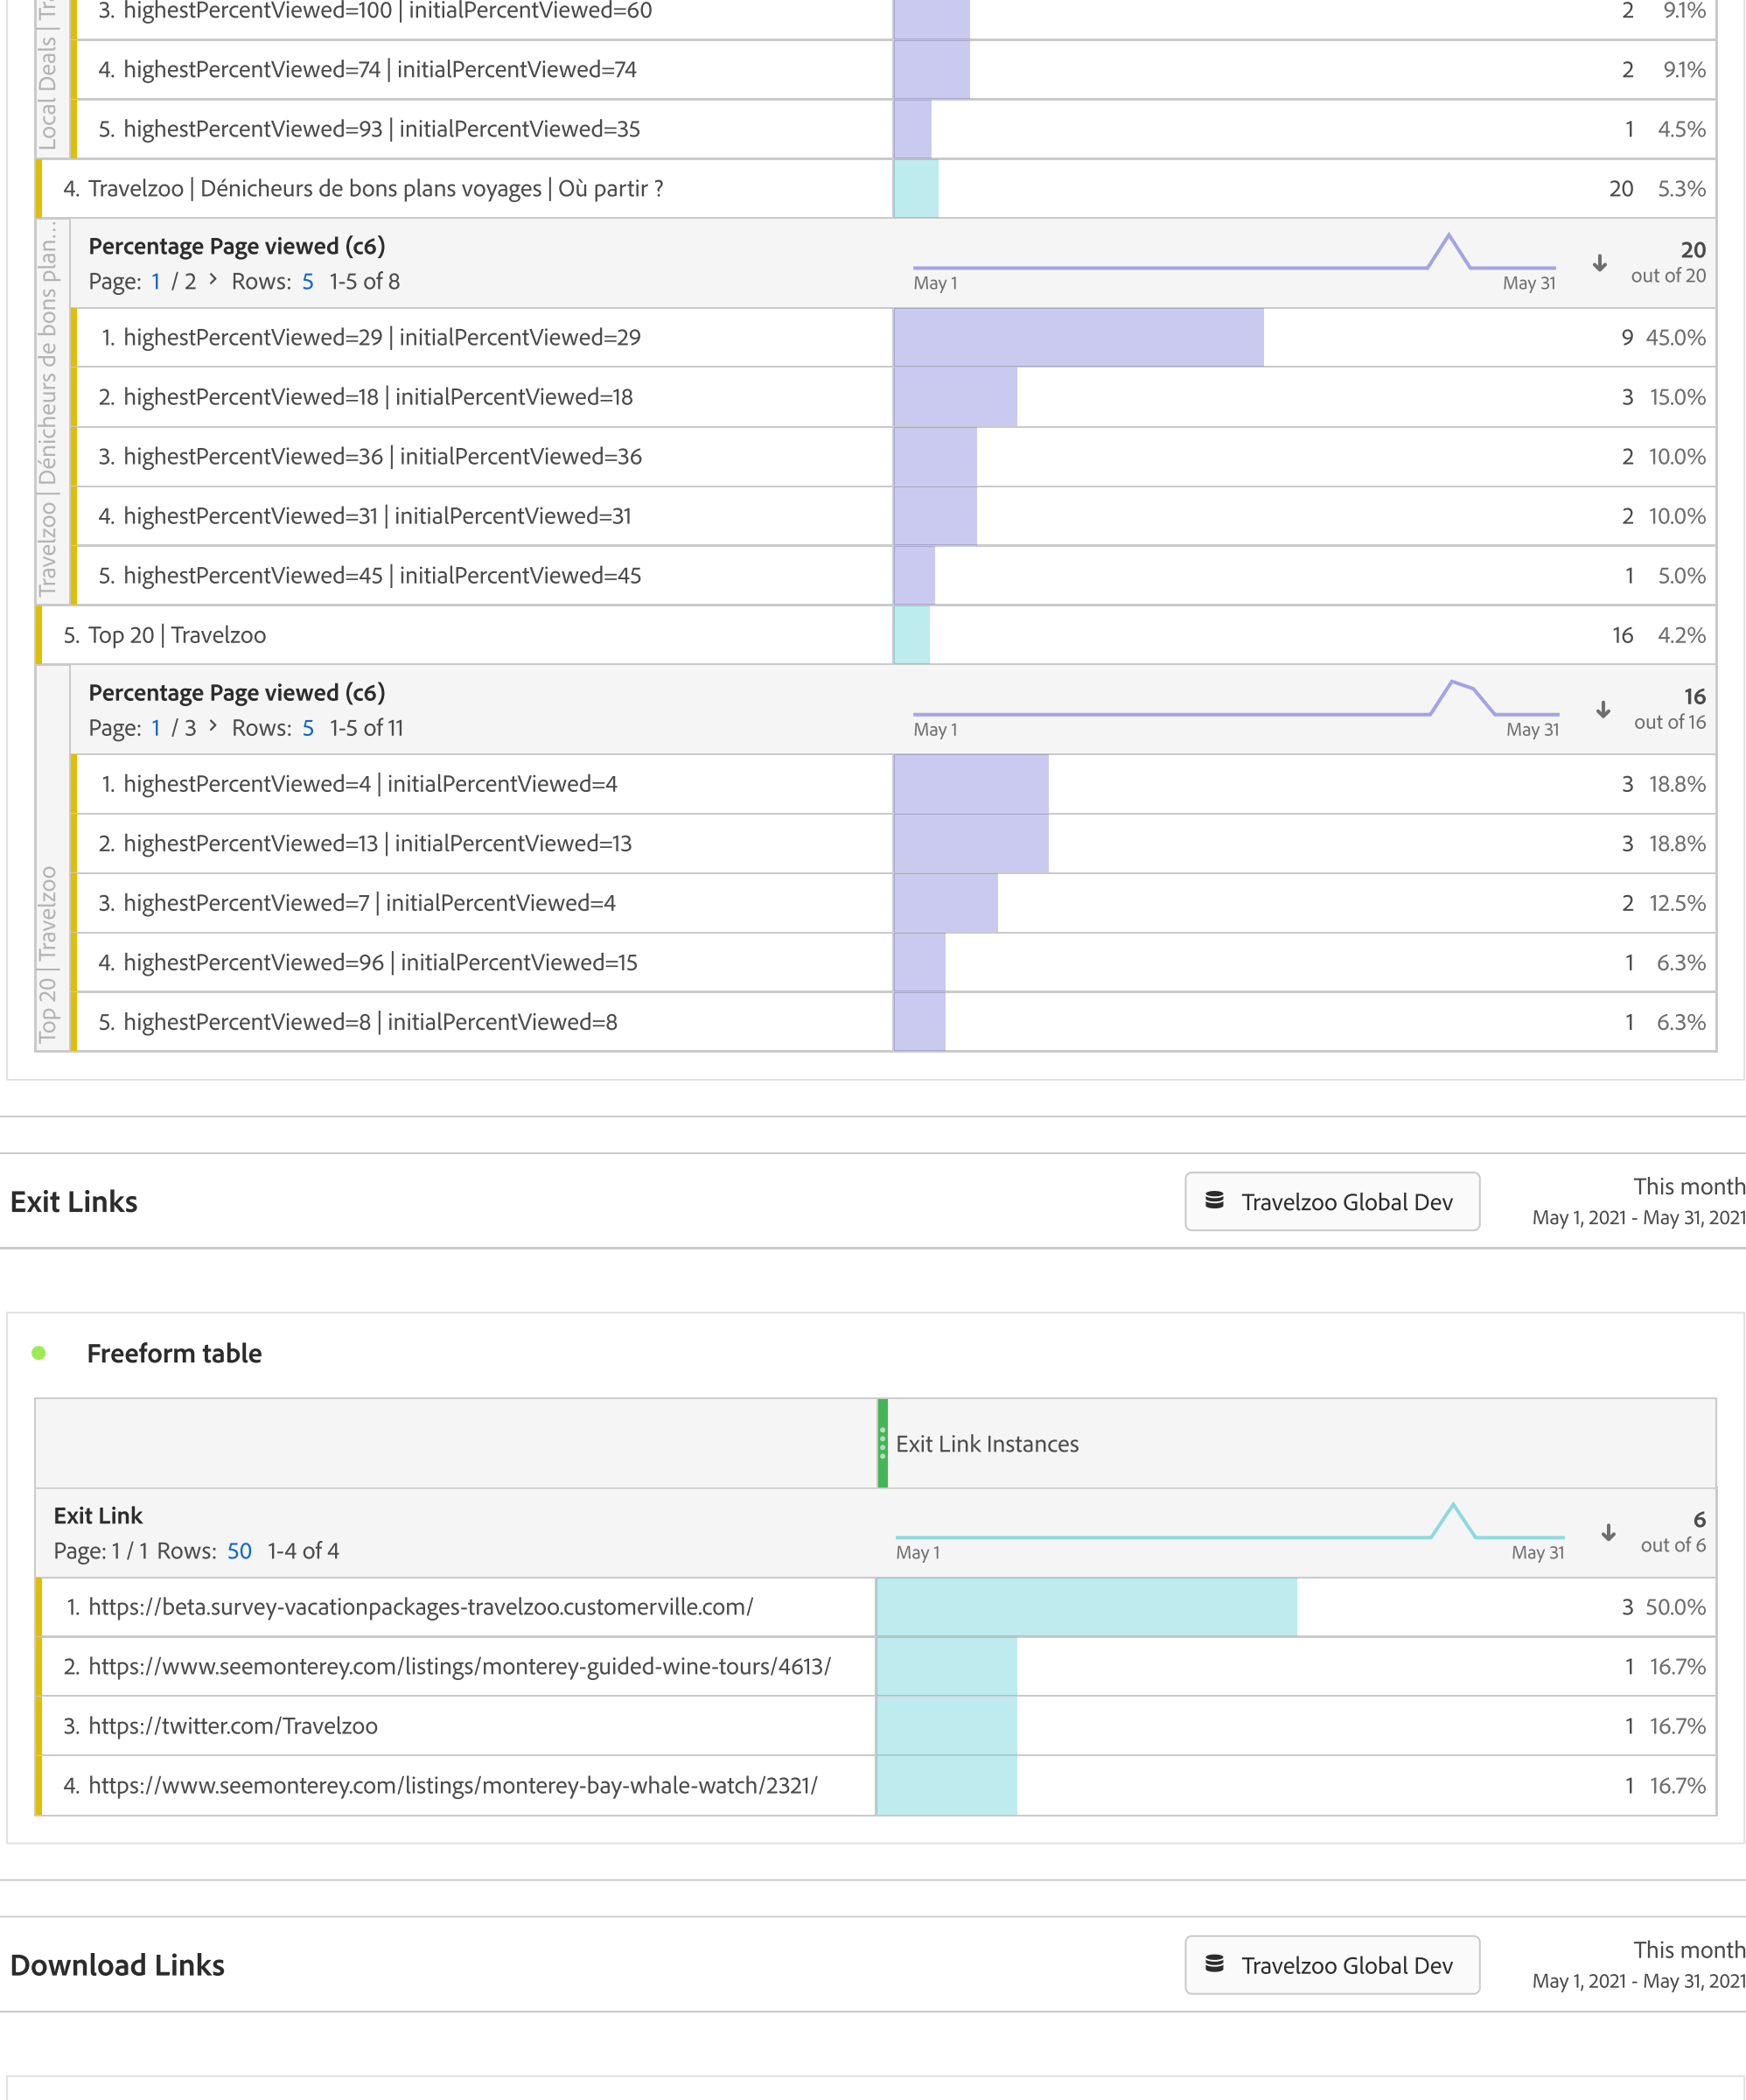 3. highestPercentViewed=100 | initialPercentViewed=60 2 9.1%
4. highestPercentViewed=74 | initialPercentViewed=74 2 9.1%
5. highestPercentViewed=93 | initialPercentViewed=35 1 4.5%
Local Deals |
4. Travelzoo | Dénicheurs de bons plans voyages | Où partir ? 20 5.3%
Travelzoo | Dénicheurs de bons plan...
Percentage Page viewed (c6) 20
Page: 1 / 2 > Rows: 5 1-5 of 8 May 1 May 31 out of 20
1. highestPercentViewed=29 | initialPercentViewed=29 9 45.0%
2. highestPercentViewed=18 | initialPercentViewed=18 3 15.0%
3. highestPercentViewed=36 | initialPercentViewed=36 2 10.0%
4. highestPercentViewed=31 | initialPercentViewed=31 2 10.0%
5. highestPercentViewed=45 | initialPercentViewed=45 1 5.0%
5. Top 20 | Travelzoo 16 4.2%
Top 20 | Travelzoo
Percentage Page viewed (c6) 16
Page: 1 / 3 > Rows: 5 1-5 of 11 May 1 May 31 out of 16
1. highestPercentViewed=4 | initialPercentViewed=4 3 18.8%
2. highestPercentViewed=13 | initialPercentViewed=13 3 18.8%
3. highestPercentViewed=7 | initialPercentViewed=4 2 12.5%
4. highestPercentViewed=96 | initialPercentViewed=15 1 6.3%
5. highestPercentViewed=8 | initialPercentViewed=8 1 6.3%
Exit Links Travelzoo Global Dev This month
May 1, 2021 - May 31, 2021
Freeform table
Exit Link Instances
Exit Link 6
Page: 1 / 1 Rows: 50 1-4 of 4 May 1 May 31 out of 6
1. https://beta.survey-vacationpackages-travelzoo.customerville.com/ 3 50.0%
2. https://www.seemonterey.com/listings/monterey-guided-wine-tours/4613/ 1 16.7%
3. https://twitter.com/Travelzoo 1 16.7%
4. https://www.seemonterey.com/listings/monterey-bay-whale-watch/2321/ 1 16.7%
Download Links Travelzoo Global Dev This month
May 1, 2021 - May 31, 2021